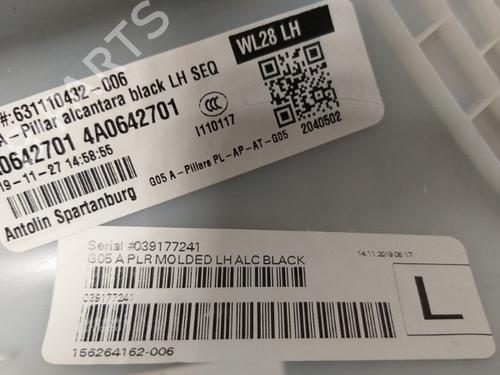 WL28 LH
#:631110432-006
A-Pillar alcantara black LH SEQ
0642701 4A0642701
19-11-27 14:58:55
Antolin Spartanburg
CCC
I110117
G05 A-Pillars PL-AP-AT-G05
2040502
Serial #039177241
G05 A PLR MOLDED LH ALC BLACK
14.11.2019 06:17
039177241
L
156264162-006